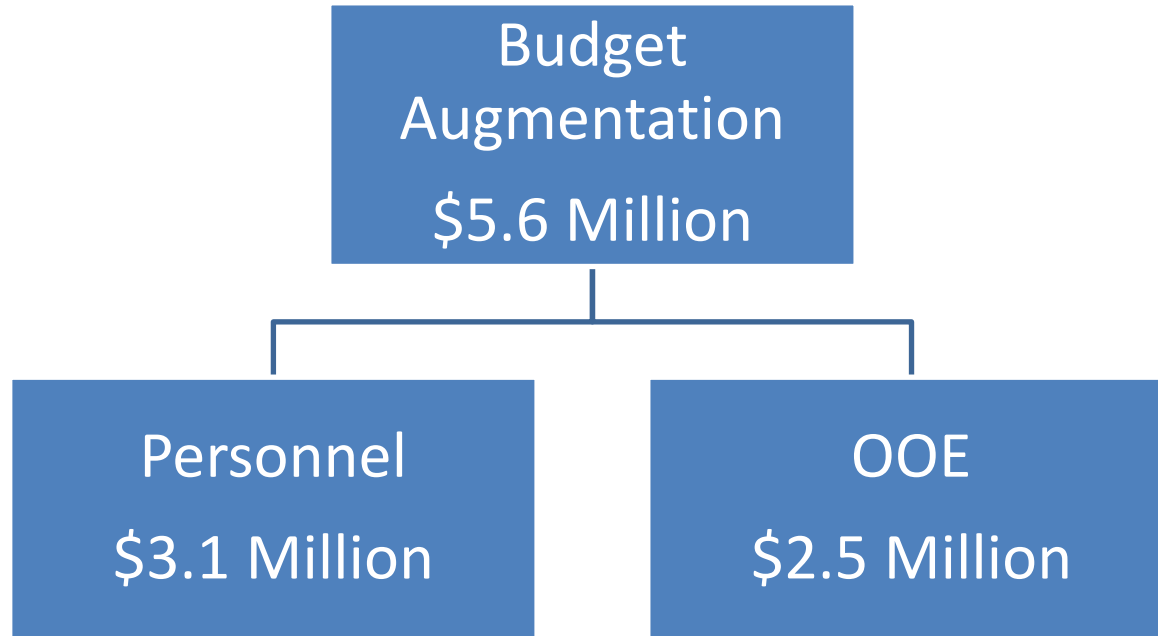 Budget
Augmentation
$5.6 Million
Personnel
$3.1 Million
OOE
$2.5 Million